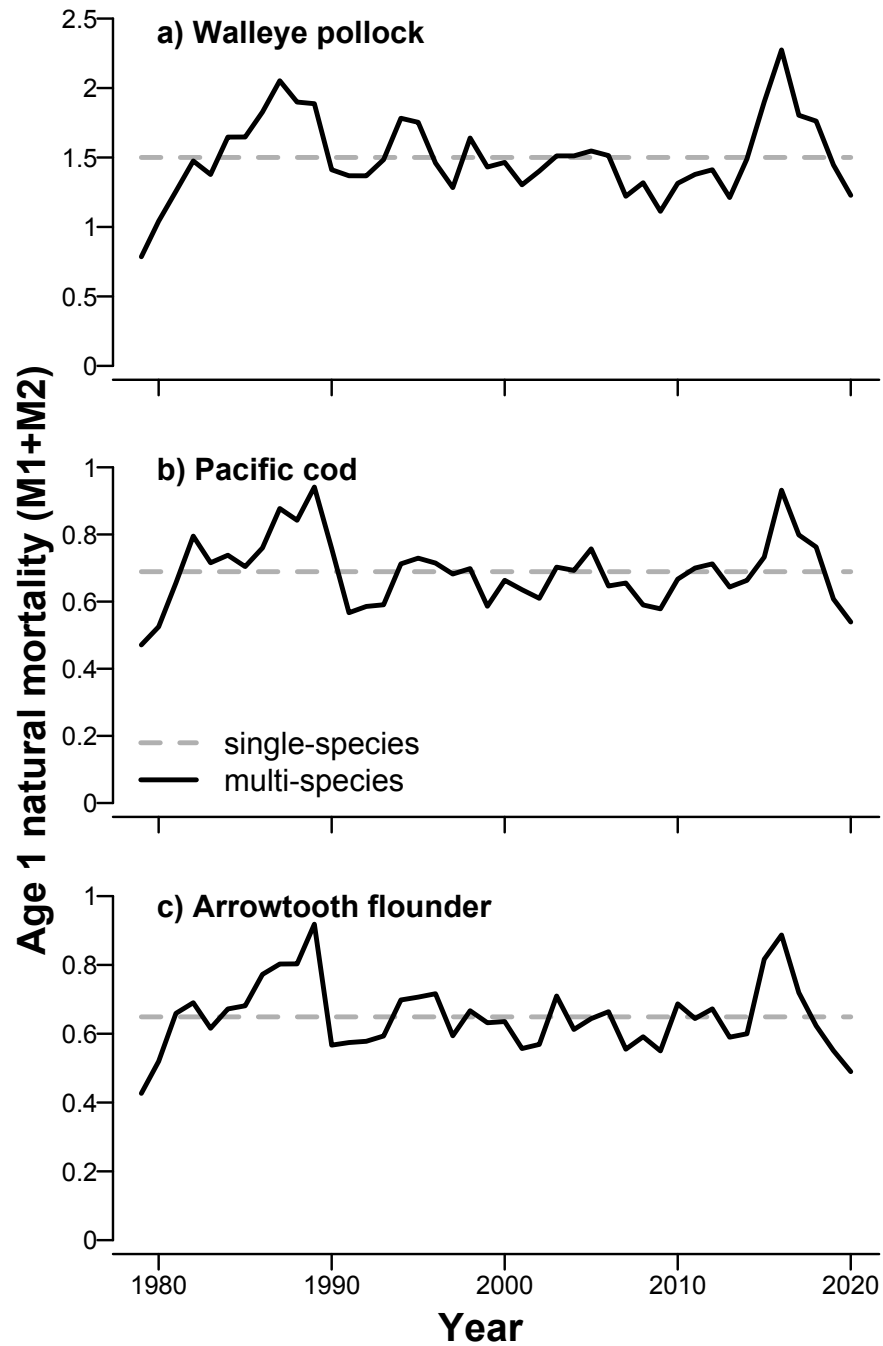 Age 1 natural mortality (M1+M2)
a) Walleye pollock
2.5
2
1.5
1
0.5
0
b) Pacific cod
1
0.8
0.6
0.4
0.2
0
single-species
multi-species
c) Arrowtooth flounder
1
0.8
0.6
0.4
0.2
0
1980 1990 2000 2010 2020
Year